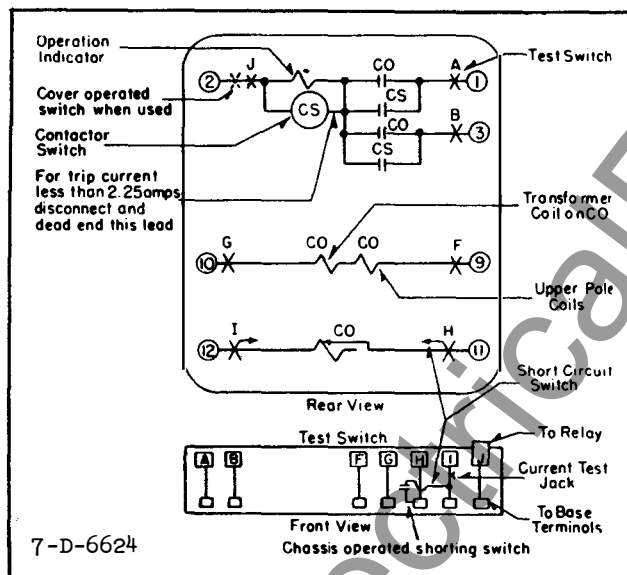 Operation
Indicator
J
CO
A
Test Switch
2
1
Cover operated
switch when used
CS
CS
B
CO
3
Contactor
Switch
CS
For trip current
less than 2.25amps
disconnect and
dead end this lead
Transformer
Coil on CO
G
CO
CO
F
10
9
Upper Pole
Coils
I
CO
H
12
11
Short Circuit
Switch
Rear View
Test Switch
To Relay
A
B
F
G
H
I
J
Current Test
Jack
To Base
Terminals
Front View
7-D-6624
Chassis operated shorting switch